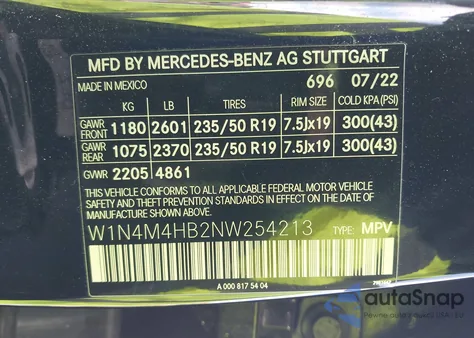 MFD BY MERCEDES-BENZ AG STUTTGART
MADE IN MEXICO 696 07/22
KG LB TIRES RIM SIZE COLD KPA(PSI)
GAWR FRONT 1180 2601 235/50 R19 7.5Jx19 300(43)
GAWR REAR 1075 2370 235/50 R19 7.5Jx19 300(43)
GVWR 2205 4861
THIS VEHICLE CONFORMS TO ALL APPLICABLE FEDERAL MOTOR VEHICLE
SAFETY, BUMPER, AND THEFT PREVENTION STANDARDS IN EFFECT ON THE DATE OF
MANUFACTURE SHOWN ABOVE.
W1N4M4HB2NW254213 TYPE: MPV
A 000 817 54 04
autoSnap